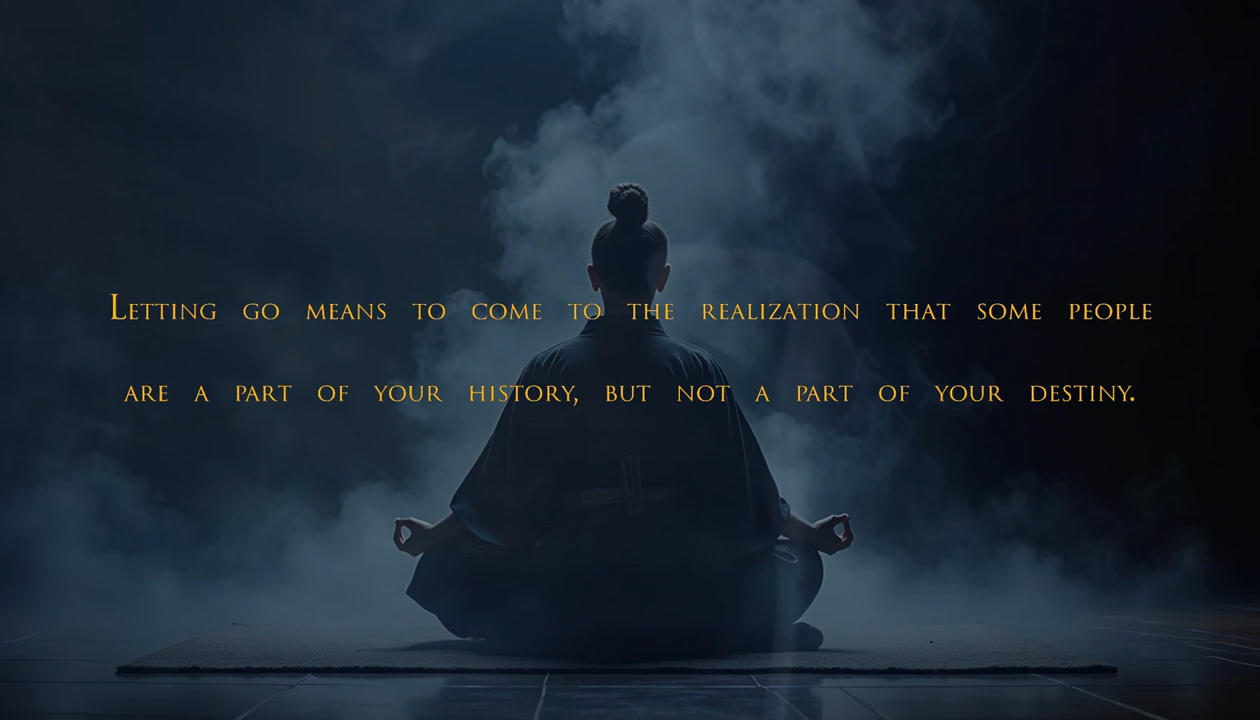 Letting go means to come to the realization that some people
are a part of your history, but not a part of your destiny.